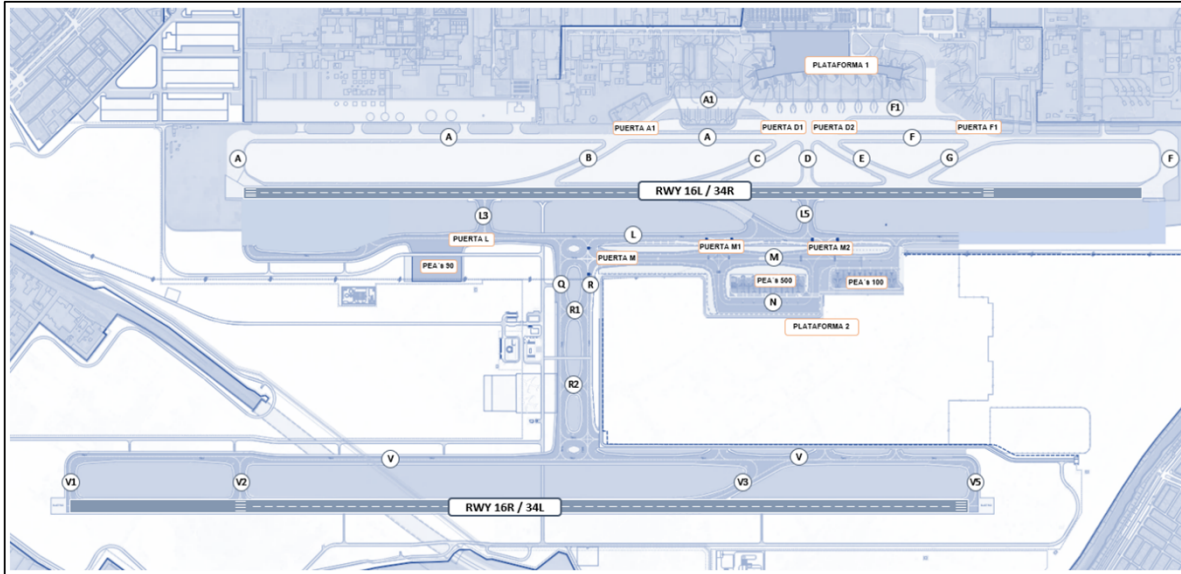 PLATAFORMA 1
A1
F1
PUERTA A1
PUERTA D1
PUERTA D2
PUERTA F1
A
A
F
A
B
C
D
E
G
F
RWY 16L / 34R
L3
L5
PUERTA L
L
PUERTA M1
PUERTA M2
PUERTA M
M
PEA´s 90
Q
R
PEA´s 500
PEA´s 100
N
R1
PLATAFORMA 2
R2
V
V
V1
V2
V3
V5
RWY 16R / 34L